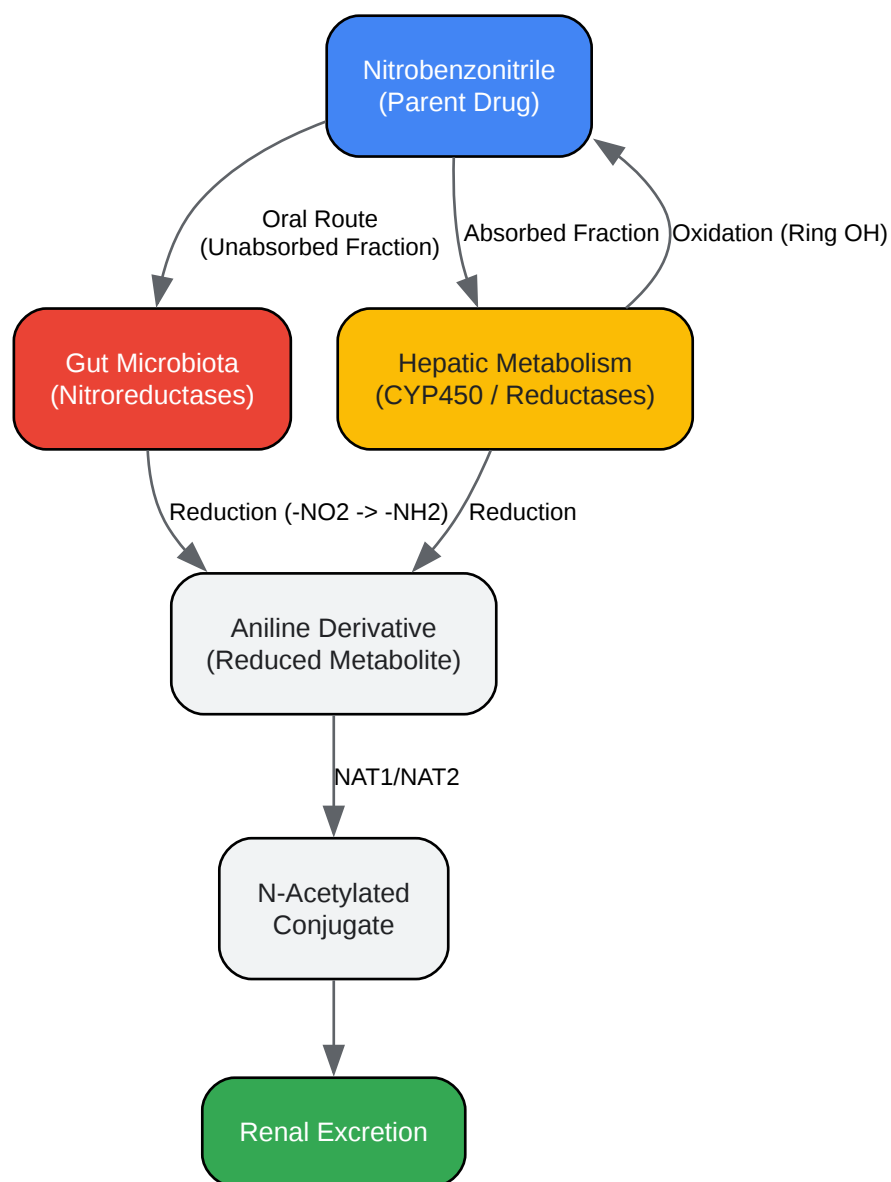 Nitrobenzonitrile
(Parent Drug)
Oral Route
(Unabsorbed Fraction)
Absorbed Fraction
Oxidation (Ring OH)
Gut Microbiota
(Nitroreductases)
Hepatic Metabolism
(CYP450 / Reductases)
Reduction (-NO2 -> -NH2)
Reduction
Aniline Derivative
(Reduced Metabolite)
NAT1/NAT2
N-Acetylated
Conjugate
Renal Excretion